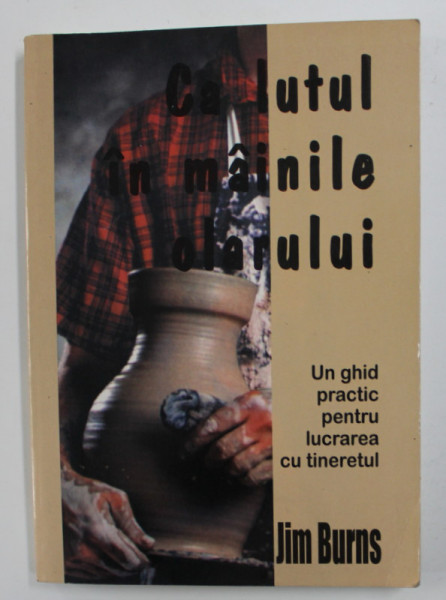 Ca lutul
în mâinile
olarului
Un ghid
practic
pentru
lucrarea
cu tineretul
Jim Burns